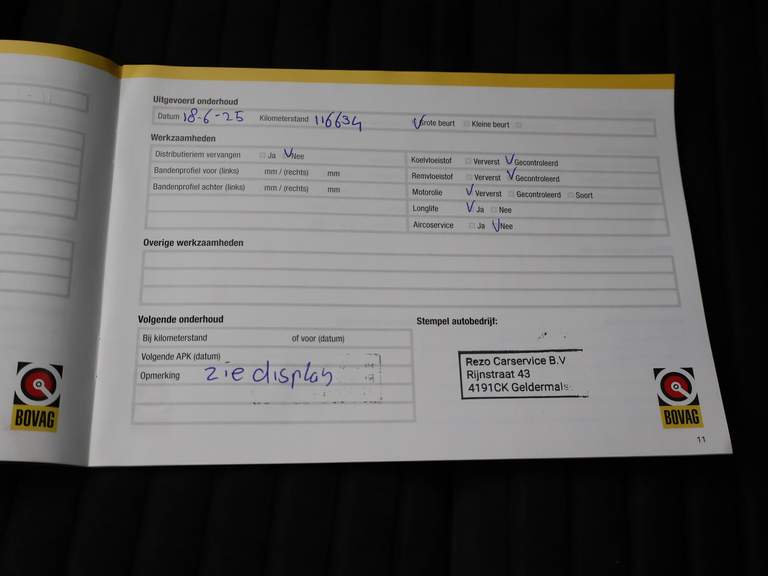 Uitgevoerd onderhoud
Datum 18-6-25 Kilometerstand 116634 Grote beurt Kleine beurt
Werkzaamheden
Distributieriem vervangen Ja Nee
Bandenprofiel voor (links) mm / (rechts) mm
Bandenprofiel achter (links) mm / (rechts) mm
Koelvloeistof Ververst Gecontroleerd
Remvloeistof Ververst Gecontroleerd
Motorolie Ververst Gecontroleerd Soort
Longlife Ja Nee
Aircoservice Ja Nee
Overige werkzaamheden
Volgende onderhoud
Bij kilometerstand of voor (datum)
Volgende APK (datum)
Opmerking zie display
Stempel autobedrijf:
Rezo Carservice B.V
Rijnstraat 43
4191CK Geldermals
BOVAG
BOVAG
11